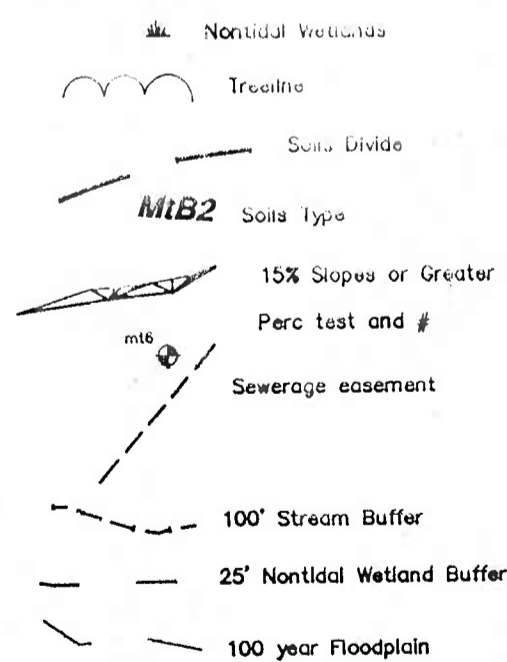 Nontidal Wetlands
Treeline
Soils Divide
MtB2 Soils Type
15% Slopes or Greater
Perc test and #
mt6
Sewerage easement
100' Stream Buffer
25' Nontidal Wetland Buffer
100 year Floodplain